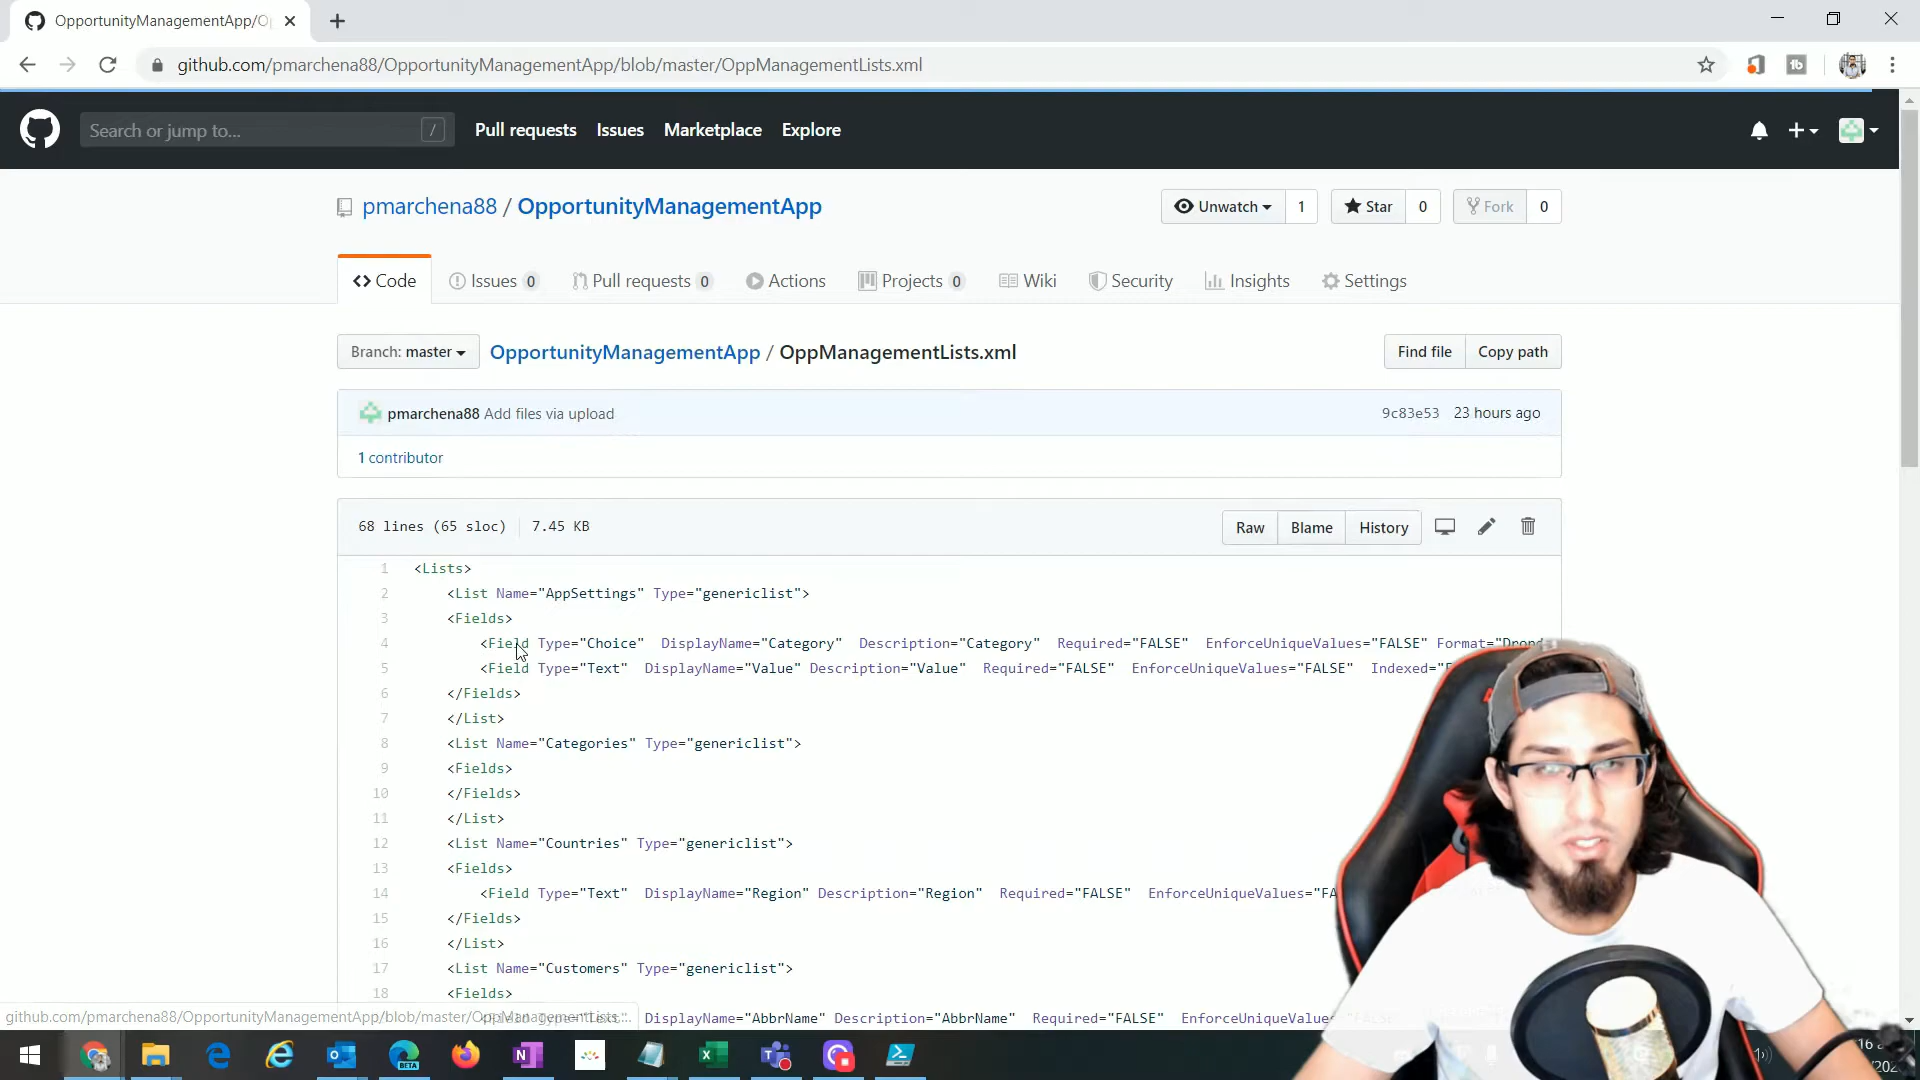 OpportunityManagementApp/O
github.com/pmarchena88/OpportunityManagementApp/blob/master/OppManagementLists.xml
Search or jump to... /
Pull requests Issues Marketplace Explore
pmarchena88 / OpportunityManagementApp
Unwatch 1 Star 0 Fork 0
Code Issues 0 Pull requests 0 Actions Projects 0 Wiki Security Insights Settings
Branch: master OpportunityManagementApp / OppManagementLists.xml Find file Copy path
pmarchena88 Add files via upload 9c83e53 23 hours ago
1 contributor
68 lines (65 sloc) 7.45 KB Raw Blame History
1 <Lists>
2 <List Name="AppSettings" Type="genericlist">
3 <Fields>
4 <Field Type="Choice" DisplayName="Category" Description="Category" Required="FALSE" EnforceUniqueValues="FALSE" Format="Dropd
5 <Field Type="Text" DisplayName="Value" Description="Value" Required="FALSE" EnforceUniqueValues="FALSE" Indexed="
6 </Fields>
7 </List>
8 <List Name="Categories" Type="genericlist">
9 <Fields>
10 </Fields>
11 </List>
12 <List Name="Countries" Type="genericlist">
13 <Fields>
14 <Field Type="Text" DisplayName="Region" Description="Region" Required="FALSE" EnforceUniqueValues="FA
15 </Fields>
16 </List>
17 <List Name="Customers" Type="genericlist">
18 <Fields>
DisplayName="AbbrName" Description="AbbrName" Required="FALSE" EnforceUniqueValues
github.com/pmarchena88/OpportunityManagementApp/blob/master/OppManagementLists...
BETA